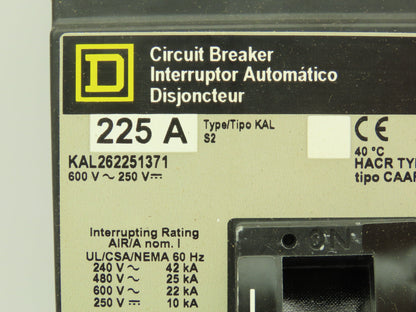 D
Circuit Breaker
Interruptor Automático
Disjoncteur
225 A
Type/Tipo KAL
S2
CE
KAL262251371
600 V ~ 250 V ⎓
40 °C
HACR TYP
tipo CAAF
Interrupting Rating
AIR/A nom. I
UL/CSA/NEMA 60 Hz
240 V ~ 42 kA
480 V ~ 25 kA
600 V ~ 22 kA
250 V ⎓ 10 kA
ON